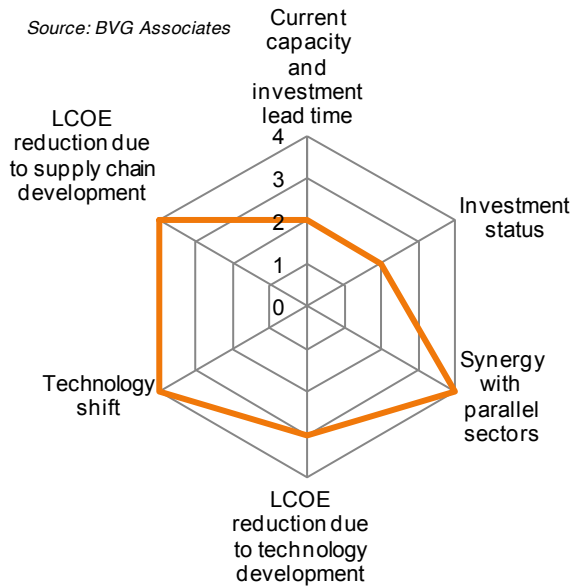 Source: BVG Associates
Current
capacity
and
investment
lead time
LCOE
reduction due
to supply chain
development
4
3
2
1
0
Investment
status
Synergy
with
parallel
sectors
Technology
shift
LCOE
reduction due
to technology
development